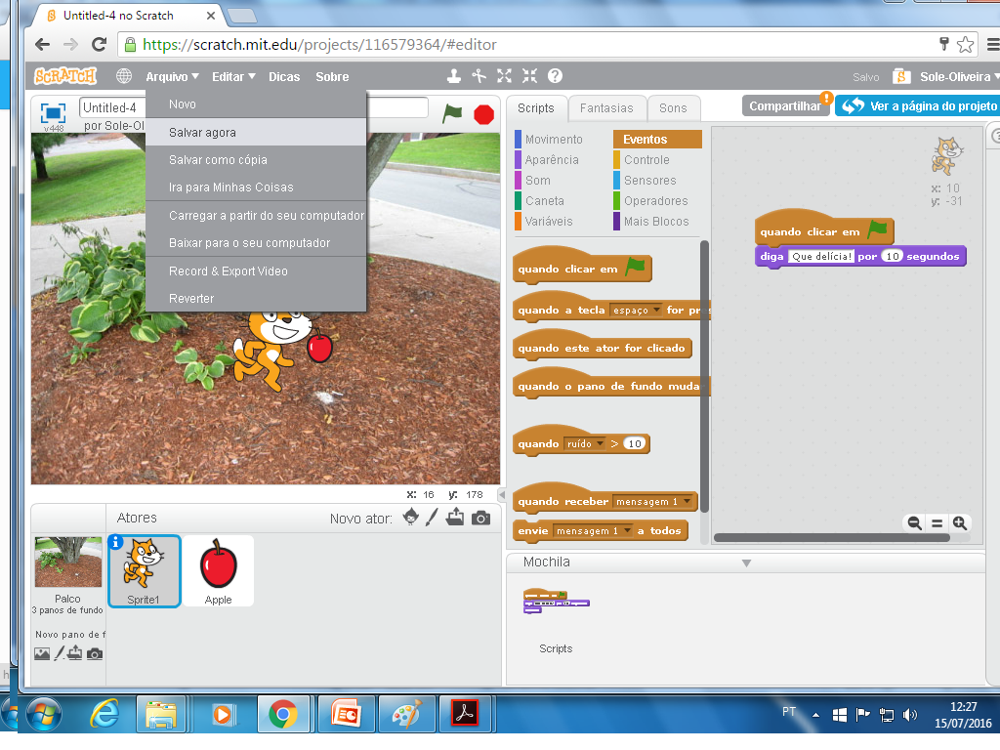 Untitled-4 no Scratch
https://scratch.mit.edu/projects/116579364/#editor
SCRATCH Arquivo Editar Dicas Sobre Salvo Sole-Oliveira
v448
Untitled-4
por Sole-Ol
Novo
Salvar agora
Salvar como cópia
Ira para Minhas Coisas
Carregar a partir do seu computador
Baixar para o seu computador
Record & Export Video
Reverter
Scripts Fantasias Sons
Compartilhar ! Ver a página do projeto
Movimento Eventos
Aparência Controle
Som Sensores
Caneta Operadores
Variáveis Mais Blocos
quando clicar em
quando a tecla espaço for pre
quando este ator for clicado
quando o pano de fundo muda
quando ruído > 10
quando receber mensagem 1
envie mensagem 1 a todos
x: 10
y: -31
quando clicar em
diga Que delícia! por 10 segundos
x: 16 y: 178
Atores Novo ator:
Palco
3 panos de fundo
Novo pano de f
Sprite1
Apple
Mochila
Scripts
PT
12:27
15/07/2016